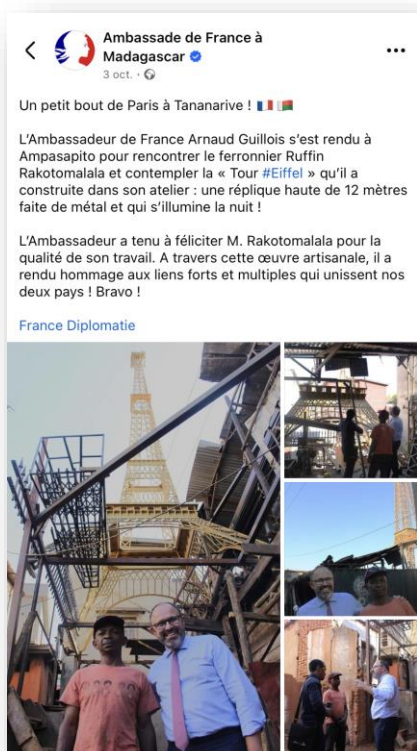 Ambassade de France à
Madagascar
3 oct. ·
Un petit bout de Paris à Tananarive ! 🇫🇷 🇲🇬
L'Ambassadeur de France Arnaud Guillois s'est rendu à
Ampasapito pour rencontrer le ferronnier Ruffin
Rakotomalala et contempler la « Tour #Eiffel » qu'il a
construite dans son atelier : une réplique haute de 12 mètres
faite de métal et qui s'illumine la nuit !
L'Ambassadeur a tenu à féliciter M. Rakotomalala pour la
qualité de son travail. A travers cette œuvre artisanale, il a
rendu hommage aux liens forts et multiples qui unissent nos
deux pays ! Bravo !
France Diplomatie